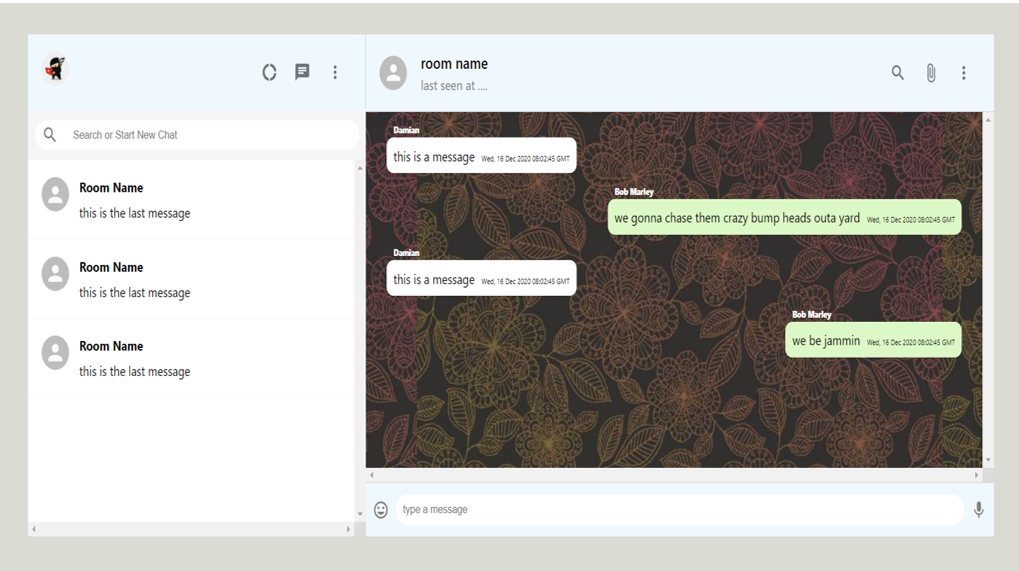 Search or Start New Chat
Room Name
this is the last message
Room Name
this is the last message
Room Name
this is the last message
room name
last seen at ....
Damian
this is a message Wed, 16 Dec 2020 08:02:45 GMT
Bob Marley
we gonna chase them crazy bump heads outa yard Wed, 16 Dec 2020 08:02:45 GMT
Damian
this is a message Wed, 16 Dec 2020 08:02:45 GMT
Bob Marley
we be jammin Wed, 16 Dec 2020 08:02:45 GMT
type a message